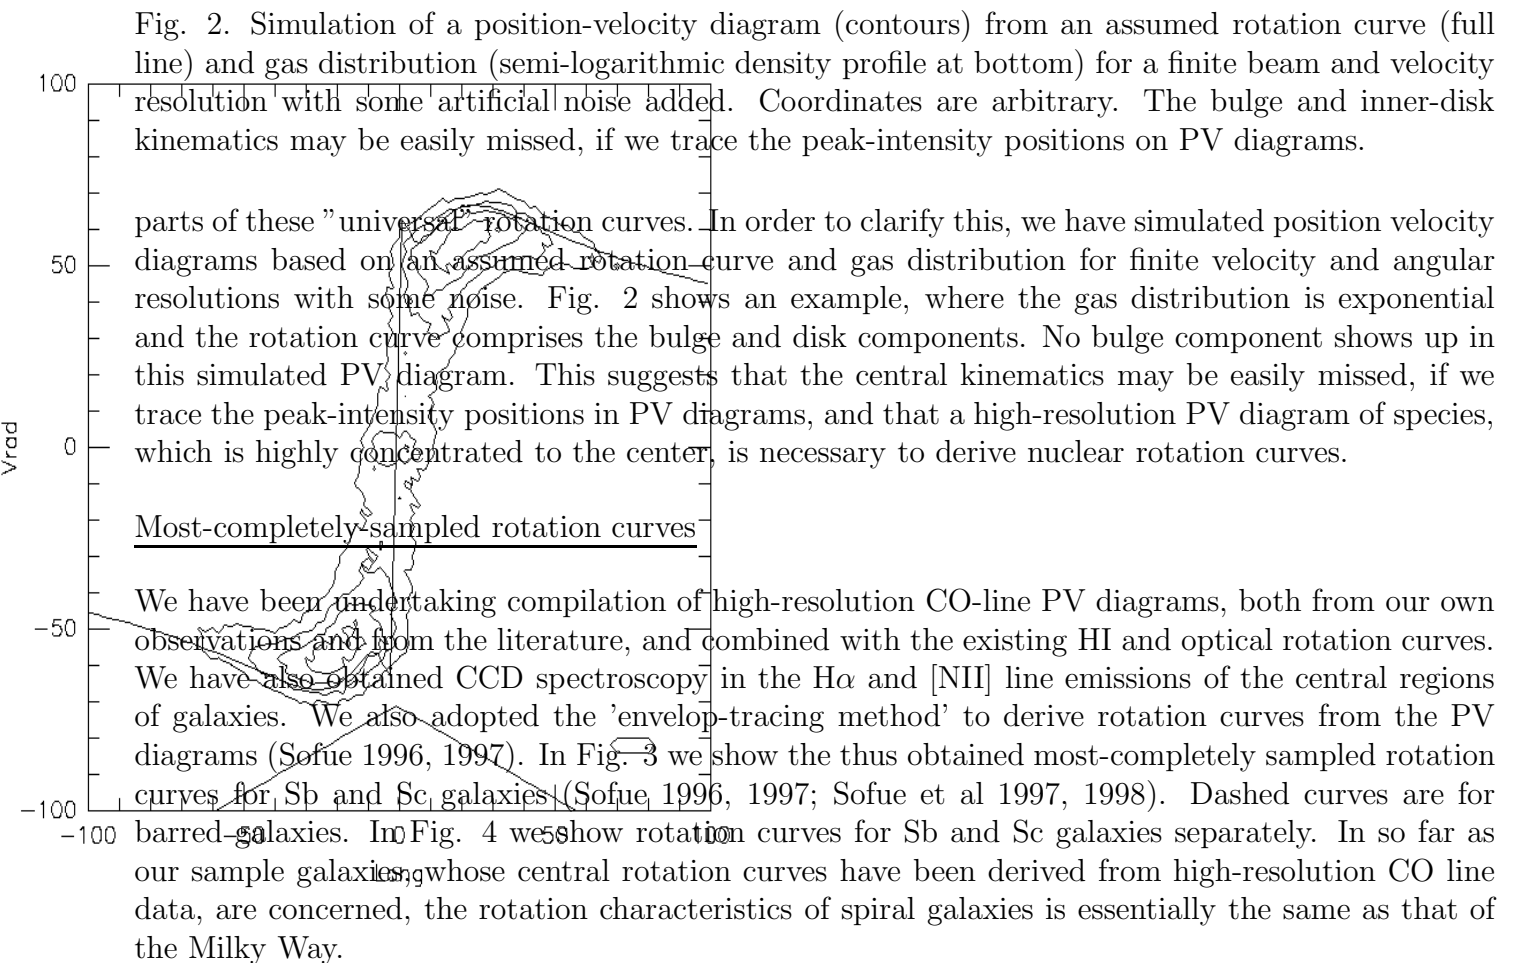 Fig. 2. Simulation of a position-velocity diagram (contours) from an assumed rotation curve (full
line) and gas distribution (semi-logarithmic density profile at bottom) for a finite beam and velocity
resolution with some artificial noise added. Coordinates are arbitrary. The bulge and inner-disk
kinematics may be easily missed, if we trace the peak-intensity positions on PV diagrams.
parts of these "universal" rotation curves. In order to clarify this, we have simulated position velocity
diagrams based on an assumed rotation curve and gas distribution for finite velocity and angular
resolutions with some noise. Fig. 2 shows an example, where the gas distribution is exponential
and the rotation curve comprises the bulge and disk components. No bulge component shows up in
this simulated PV diagram. This suggests that the central kinematics may be easily missed, if we
trace the peak-intensity positions in PV diagrams, and that a high-resolution PV diagram of species,
which is highly concentrated to the center, is necessary to derive nuclear rotation curves.
Most-completely-sampled rotation curves
We have been undertaking compilation of high-resolution CO-line PV diagrams, both from our own
observations and from the literature, and combined with the existing HI and optical rotation curves.
We have also obtained CCD spectroscopy in the Hα and [NII] line emissions of the central regions
of galaxies. We also adopted the 'envelop-tracing method' to derive rotation curves from the PV
diagrams (Sofue 1996, 1997). In Fig. 3 we show the thus obtained most-completely sampled rotation
curves for Sb and Sc galaxies (Sofue 1996, 1997; Sofue et al 1997, 1998). Dashed curves are for
barred galaxies. In Fig. 4 we show rotation curves for Sb and Sc galaxies separately. In so far as
our sample galaxies, whose central rotation curves have been derived from high-resolution CO line
data, are concerned, the rotation characteristics of spiral galaxies is essentially the same as that of
the Milky Way.
100
50
0
−50
−100
Vrad
−100
−50
0
50
100
Long